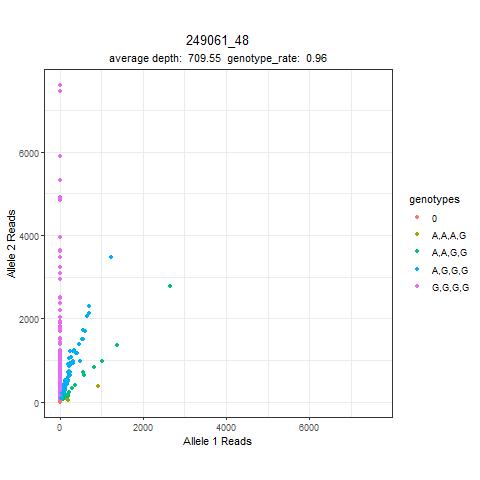 249061_48
average depth:  709.55  genotype_rate:  0.96
6000
4000
2000
0
Allele 2 Reads
0
2000
4000
6000
Allele 1 Reads
genotypes
0
A,A,A,G
A,A,G,G
A,G,G,G
G,G,G,G